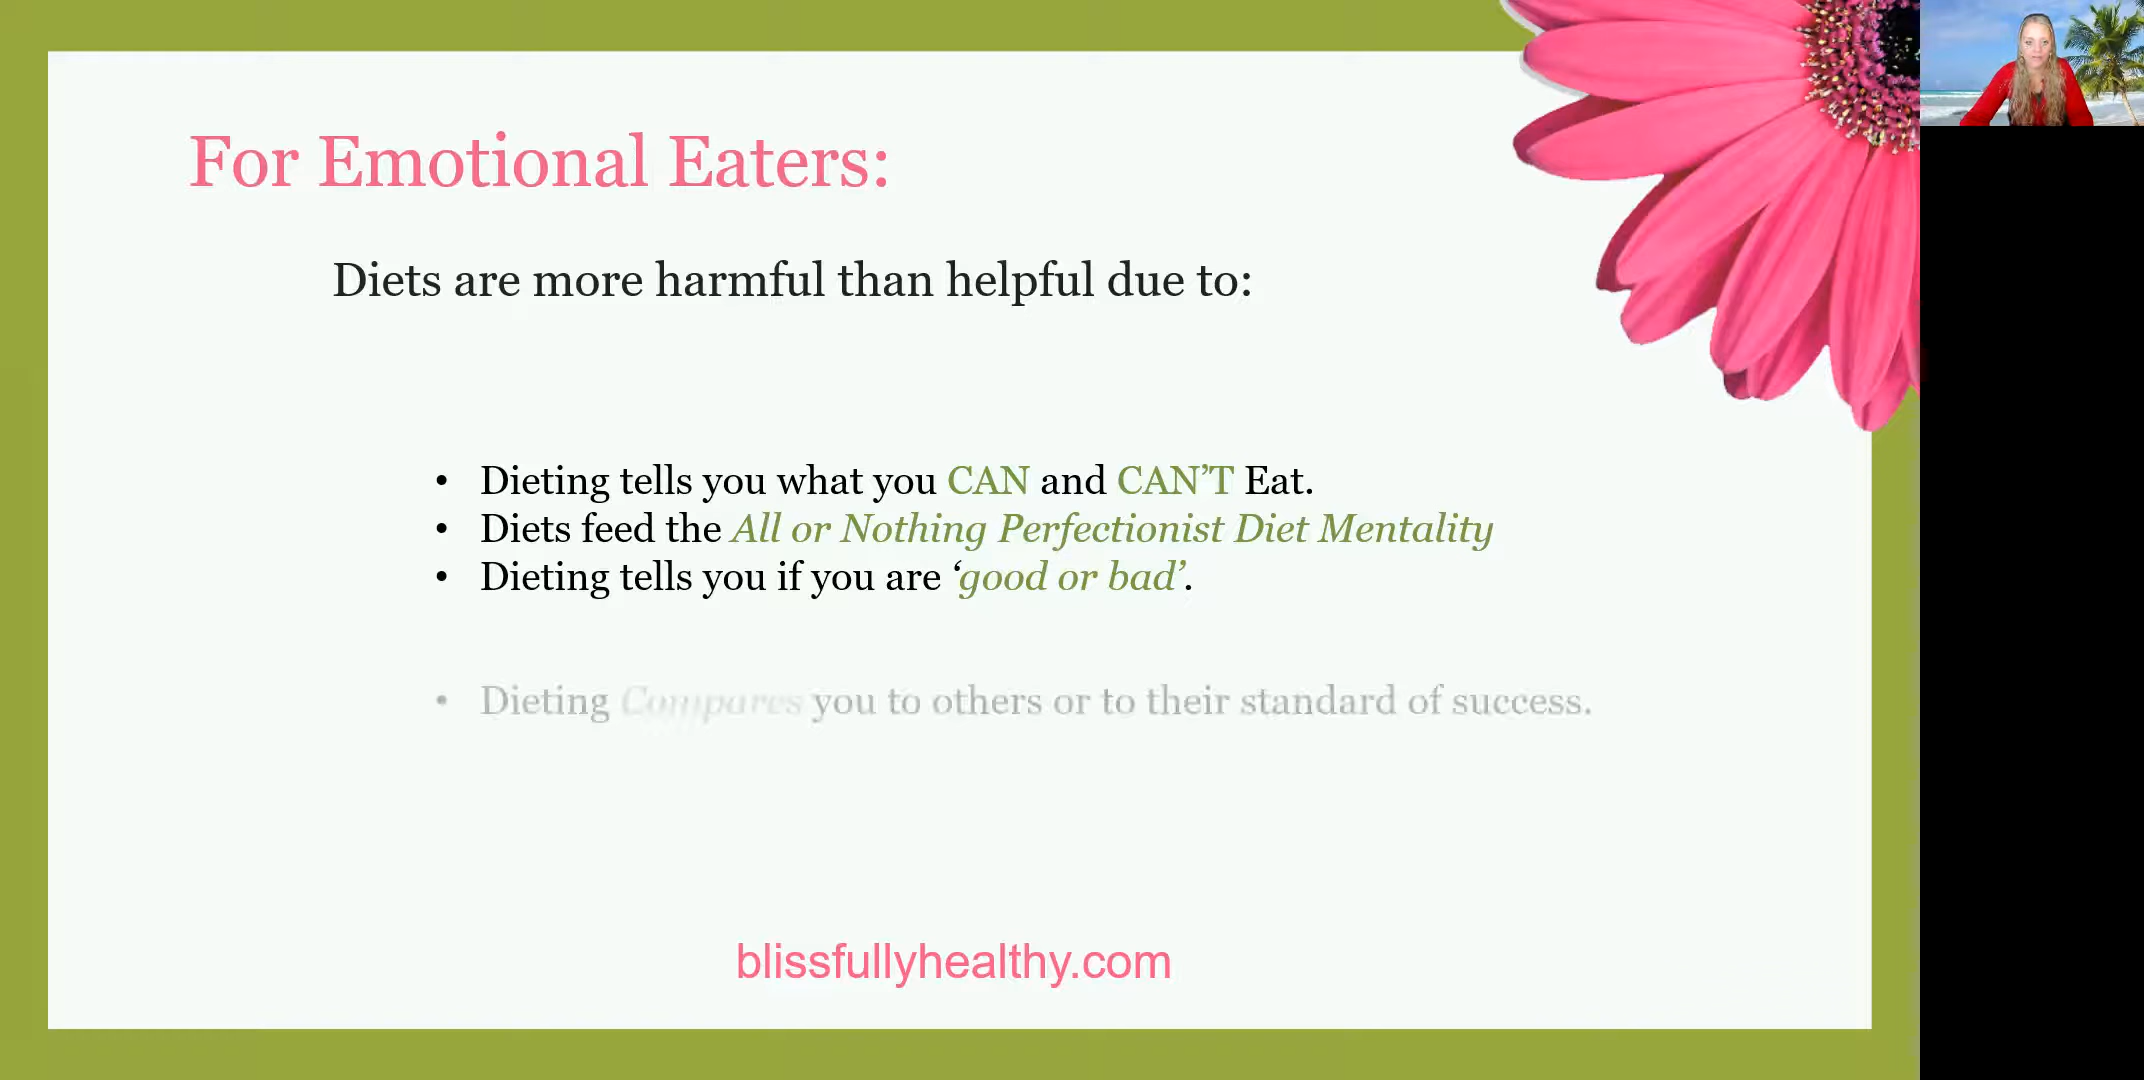 For Emotional Eaters:
Diets are more harmful than helpful due to:
• Dieting tells you what you CAN and CAN’T Eat.
• Diets feed the All or Nothing Perfectionist Diet Mentality
• Dieting tells you if you are ‘good or bad’.
• Dieting Compares you to others or to their standard of success.
blissfullyhealthy.com